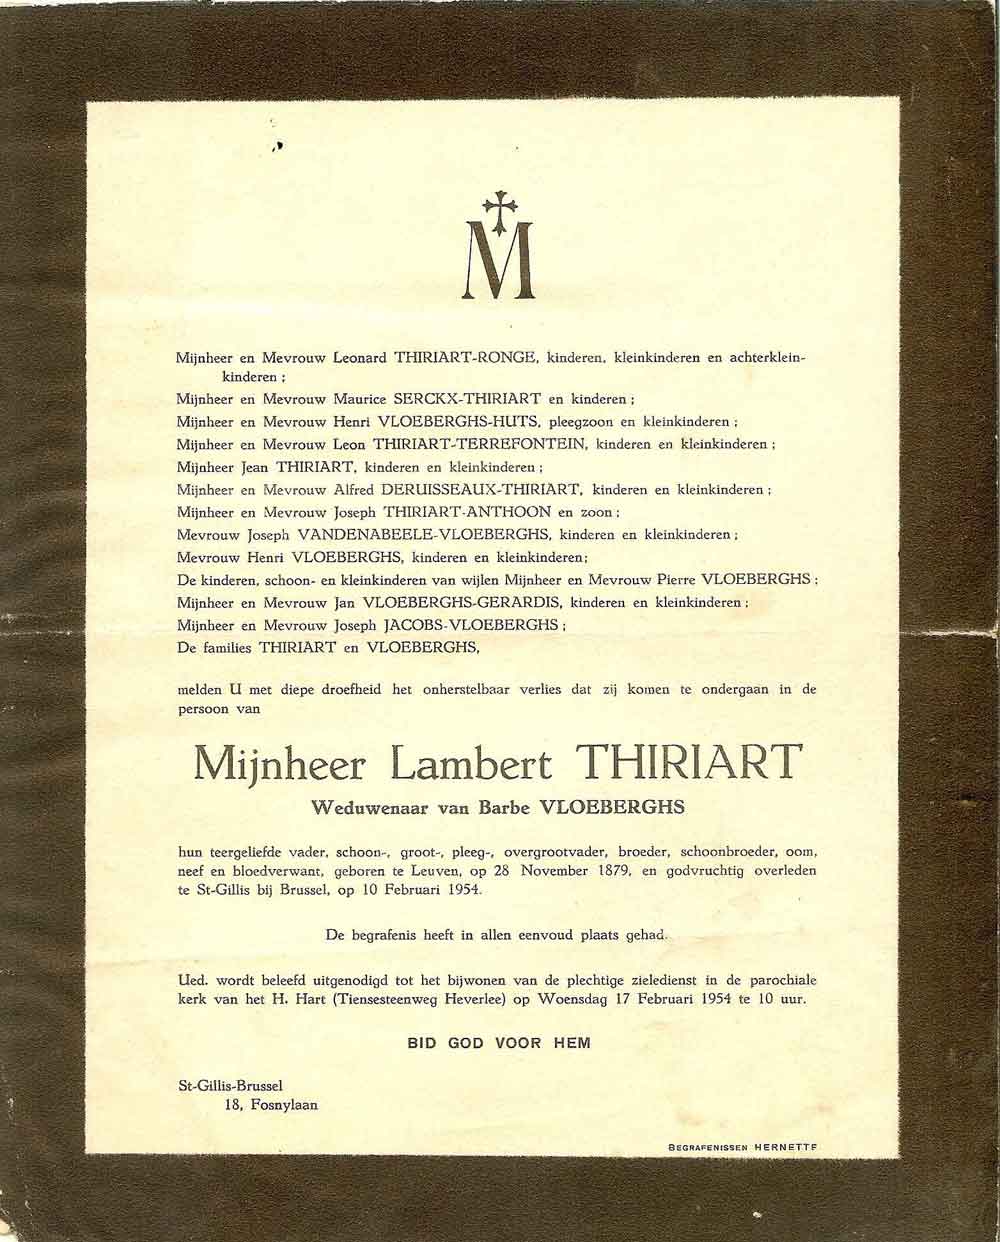 M
Mijnheer en Mevrouw Leonard THIRIART-RONGE, kinderen, kleinkinderen en achterklein-
kinderen ;
Mijnheer en Mevrouw Maurice SERCKX-THIRIART en kinderen ;
Mijnheer en Mevrouw Henri VLOEBERGHS-HUTS, pleegzoon en kleinkinderen ;
Mijnheer en Mevrouw Leon THIRIART-TERREFONTEIN, kinderen en kleinkinderen ;
Mijnheer Jean THIRIART, kinderen en kleinkinderen ;
Mijnheer en Mevrouw Alfred DERUISSEAUX-THIRIART, kinderen en kleinkinderen ;
Mijnheer en Mevrouw Joseph THIRIART-ANTHOON en zoon ;
Mevrouw Joseph VANDENABEELE-VLOEBERGHS, kinderen en kleinkinderen ;
Mevrouw Henri VLOEBERGHS, kinderen en kleinkinderen;
De kinderen, schoon- en kleinkinderen van wijlen Mijnheer en Mevrouw Pierre VLOEBERGHS ;
Mijnheer en Mevrouw Jan VLOEBERGHS-GERARDIS, kinderen en kleinkinderen ;
Mijnheer en Mevrouw Joseph JACOBS-VLOEBERGHS ;
De families THIRIART en VLOEBERGHS,
melden U met diepe droefheid het onherstelbaar verlies dat zij komen te ondergaan in de
persoon van
Mijnheer Lambert THIRIART
Weduwenaar van Barbe VLOEBERGHS
hun teergeliefde vader, schoon-, groot-, pleeg-, overgrootvader, broeder, schoonbroeder, oom,
neef en bloedverwant, geboren te Leuven, op 28 November 1879, en godvruchtig overleden
te St-Gillis bij Brussel, op 10 Februari 1954.
De begrafenis heeft in allen eenvoud plaats gehad.
Ued. wordt beleefd uitgenodigd tot het bijwonen van de plechtige zieledienst in de parochiale
kerk van het H. Hart (Tiensesteenweg Heverlee) op Woensdag 17 Februari 1954 te 10 uur.
BID GOD VOOR HEM
St-Gillis-Brussel
18, Fosnylaan
BEGRAFENISSEN HERNETTE